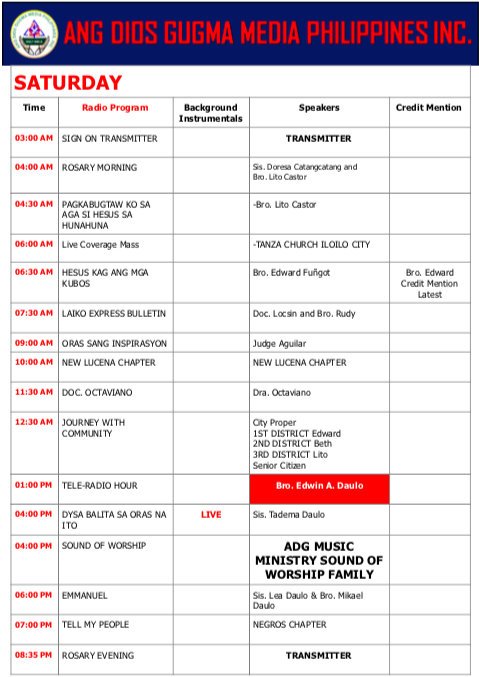 ANG DIOS GUGMA MEDIA PHILIPPINES INC.
SATURDAY
Time Radio Program Background Instrumentals Speakers Credit Mention
03:00 AM SIGN ON TRANSMITTER TRANSMITTER
04:00 AM ROSARY MORNING Sis. Doresa Catangcatang and
Bro. Lito Castor
04:30 AM PAGKABUGTAW KO SA -Bro. Lito Castor
AGA SI HESUS SA
HUNAHUNA
06:00 AM Live Coverage Mass -TANZA CHURCH ILOILO CITY
06:30 AM HESUS KAG ANG MGA Bro. Edward Fuñgot Bro. Edward
KUBOS Credit Mention
Latest
07:30 AM LAIKO EXPRESS BULLETIN Doc. Locsin and Bro. Rudy
09:00 AM ORAS SANG INSPIRASYON Judge Aguilar
10:00 AM NEW LUCENA CHAPTER NEW LUCENA CHAPTER
11:30 AM DOC. OCTAVIANO Dra. Octaviano
12:30 AM JOURNEY WITH City Proper
COMMUNITY 1ST DISTRICT Edward
2ND DISTRICT Beth
3RD DISTRICT Lito
Senior Citizen
01:00 PM TELE-RADIO HOUR Bro. Edwin A. Daulo
04:00 PM DYSA BALITA SA ORAS NA LIVE Sis. Tadema Daulo
ITO
04:00 PM SOUND OF WORSHIP ADG MUSIC
MINISTRY SOUND OF
WORSHIP FAMILY
06:00 PM EMMANUEL Sis. Lea Daulo & Bro. Mikael
Daulo
07:00 PM TELL MY PEOPLE NEGROS CHAPTER
08:35 PM ROSARY EVENING TRANSMITTER